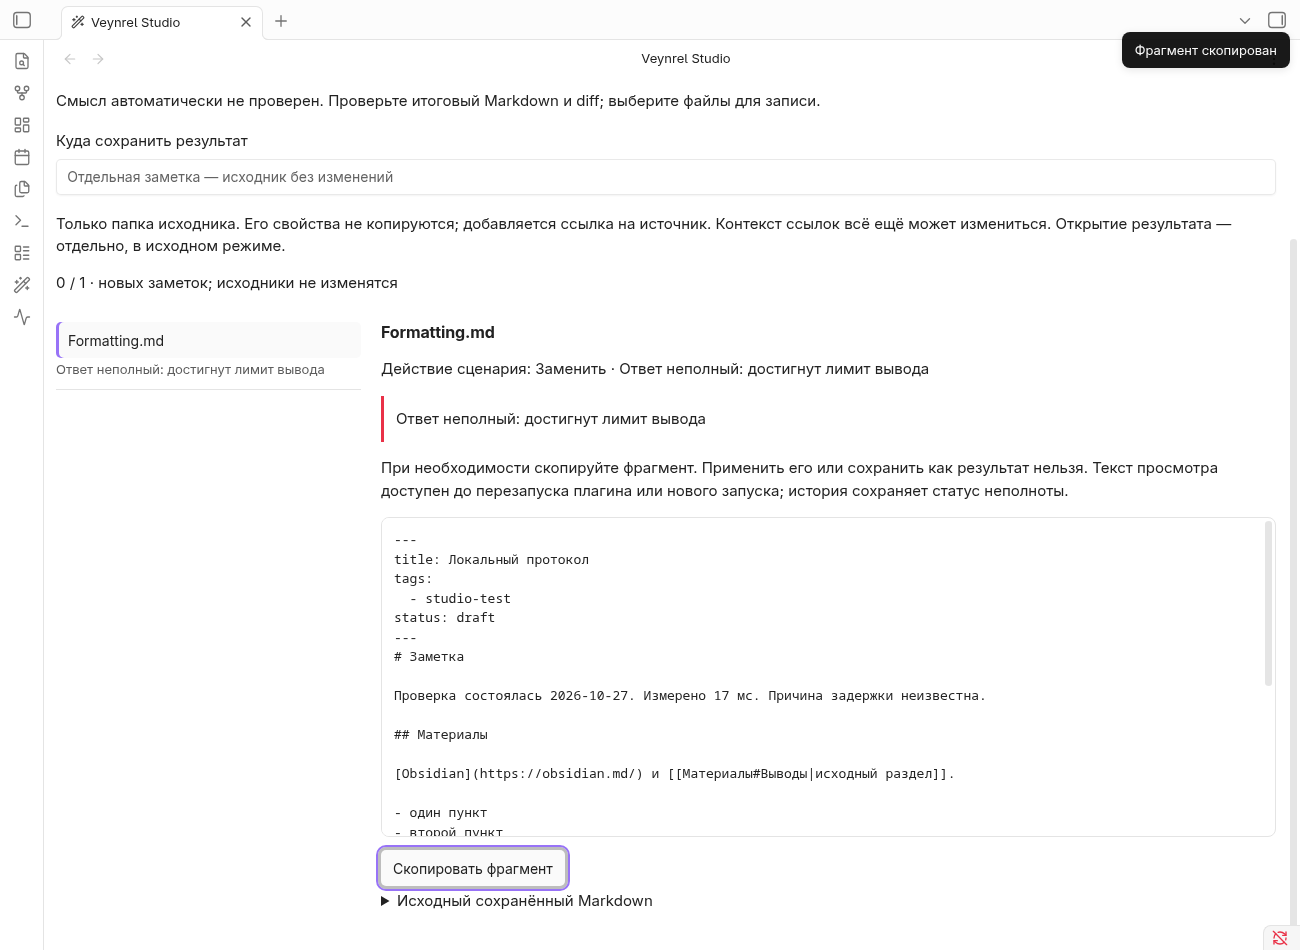 Veynrel Studio
Veynrel Studio
Фрагмент скопирован
Смысл автоматически не проверен. Проверьте итоговый Markdown и diff; выберите файлы для записи.
Куда сохранить результат
Отдельная заметка — исходник без изменений
Только папка исходника. Его свойства не копируются; добавляется ссылка на источник. Контекст ссылок всё ещё может измениться. Открытие результата —
отдельно, в исходном режиме.
0 / 1 · новых заметок; исходники не изменятся
Formatting.md
Ответ неполный: достигнут лимит вывода
Formatting.md
Действие сценария: Заменить · Ответ неполный: достигнут лимит вывода
Ответ неполный: достигнут лимит вывода
При необходимости скопируйте фрагмент. Применить его или сохранить как результат нельзя. Текст просмотра
доступен до перезапуска плагина или нового запуска; история сохраняет статус неполноты.
---
title: Локальный протокол
tags:
  - studio-test
status: draft
---
# Заметка
Проверка состоялась 2026-10-27. Измерено 17 мс. Причина задержки неизвестна.
## Материалы
[Obsidian](https://obsidian.md/) и [[Материалы#Выводы|исходный раздел]].
- один пункт
- второй пункт
Скопировать фрагмент
Исходный сохранённый Markdown